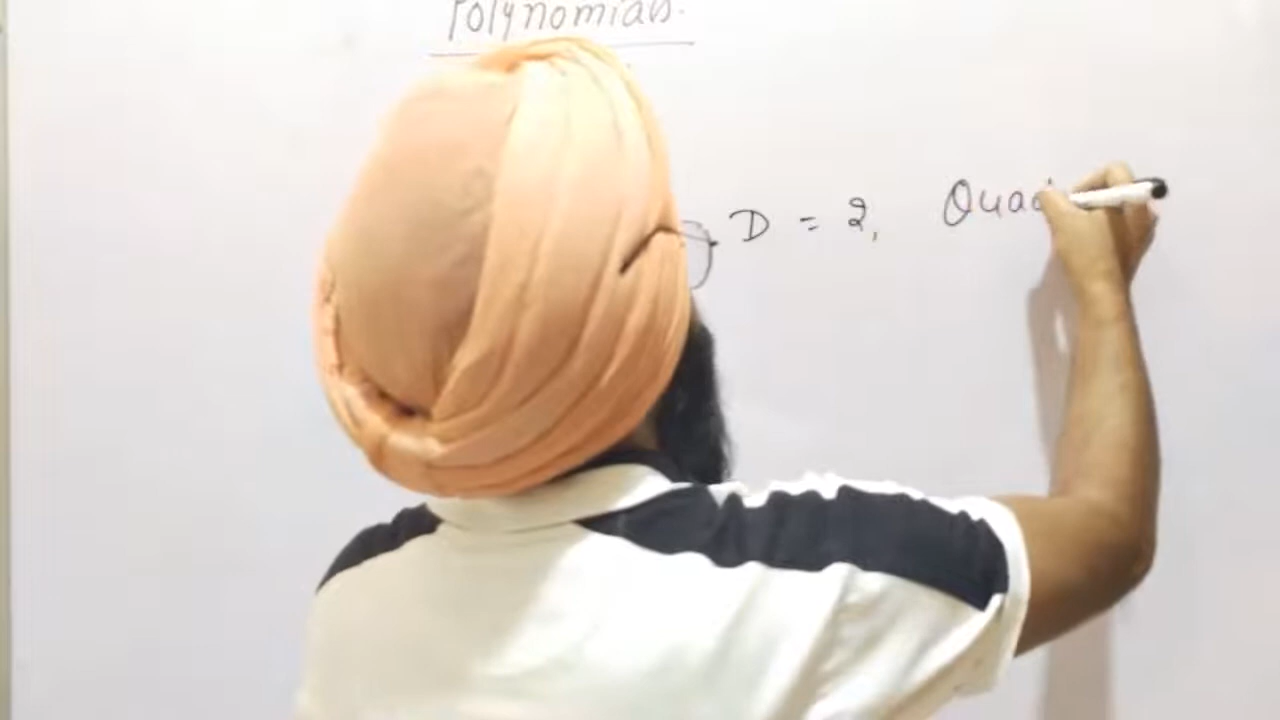 Polynomials.
D = 2, Quad